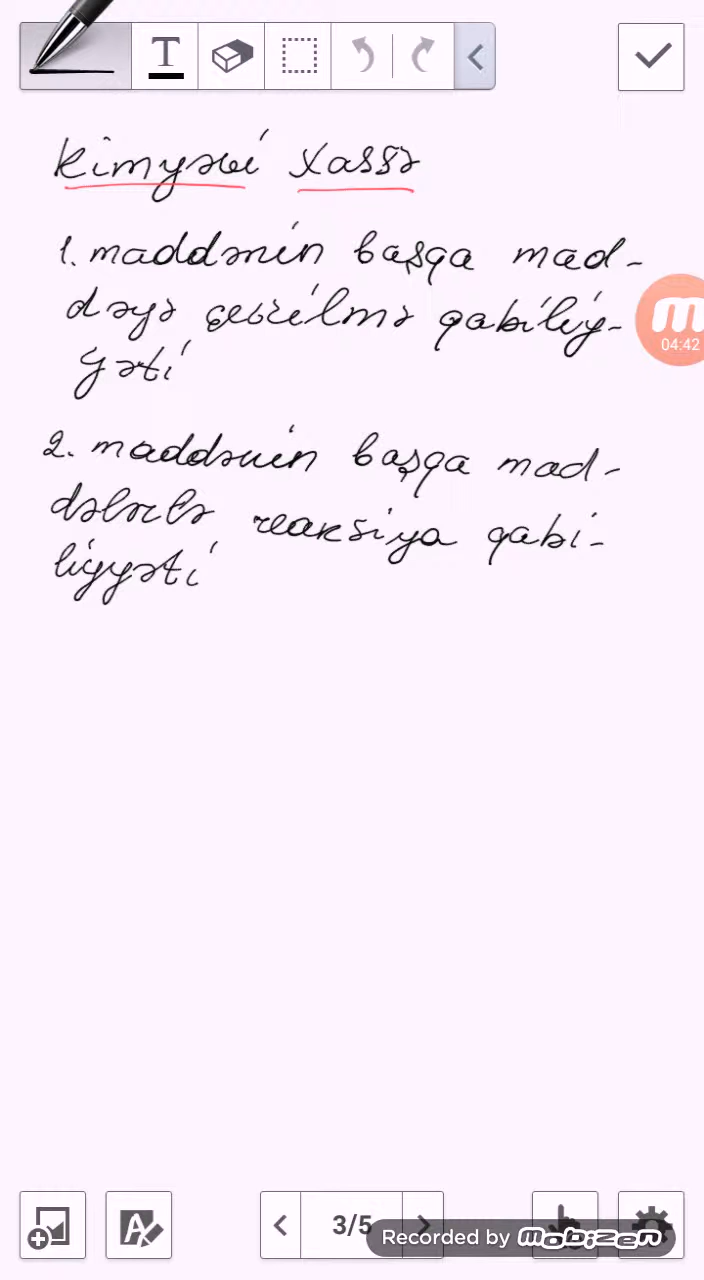 T
kimyəvi xassə
1. maddənin başqa mad-
dəyə çevrilmə qabiliy-
yəti
m
04:42
2. maddənin başqa mad-
dələrlə reaksiya qabi-
liyyəti
A
3/5
Recorded by mobizen